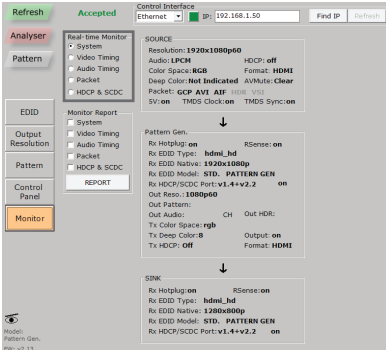 Refresh
Accepted
Control Interface
Ethernet
IP: 192.168.1.50
Find IP
Refresh
Analyser
Pattern
EDID
Output
Resolution
Pattern
Control
Panel
Monitor
Model:
Pattern Gen.
FW: v2.13
Real-time Monitor
System
Video Timing
Audio Timing
Packet
HDCP & SCDC
Monitor Report
System
Video Timing
Audio Timing
Packet
HDCP & SCDC
REPORT
SOURCE
Resolution: 1920x1080p60
Audio: LPCM HDCP: off
Color Space: RGB Format: HDMI
Deep Color: Not Indicated AVMute: Clear
Packet: GCP AVI AIF HDR VSI
5V: on TMDS Clock: on TMDS Sync: on
Pattern Gen.
Rx Hotplug: on RSense: on
Rx EDID Type: hdmi_hd
Rx EDID Native: 1920x1080p
Rx EDID Model: STD. PATTERN GEN
Rx HDCP/SCDC Port: v1.4+v2.2 on
Out Reso.: 1080p60
Out Pattern:
Out Audio: CH Out HDR:
Tx Color Space: rgb
Tx Deep Color: 8 Output: on
Tx HDCP: Off Format: HDMI
SINK
Rx Hotplug: on RSense: on
Rx EDID Type: hdmi_hd
Rx EDID Native: 1280x800p
Rx EDID Model: STD. PATTERN GEN
Rx HDCP/SCDC Port: v1.4+v2.2 on